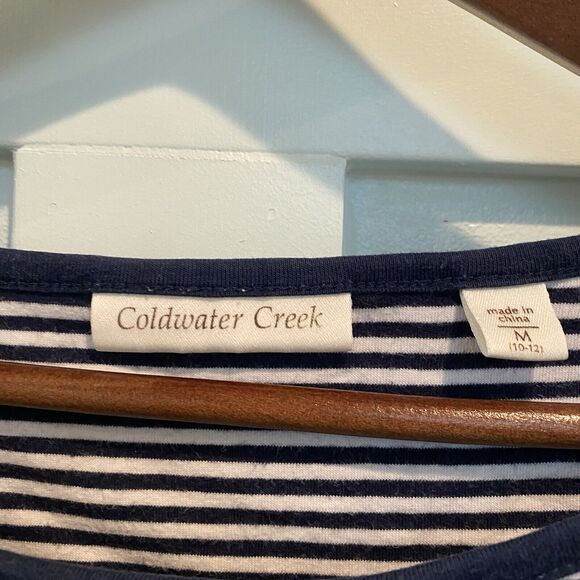 Coldwater Creek
made in
china
M
(10-12)